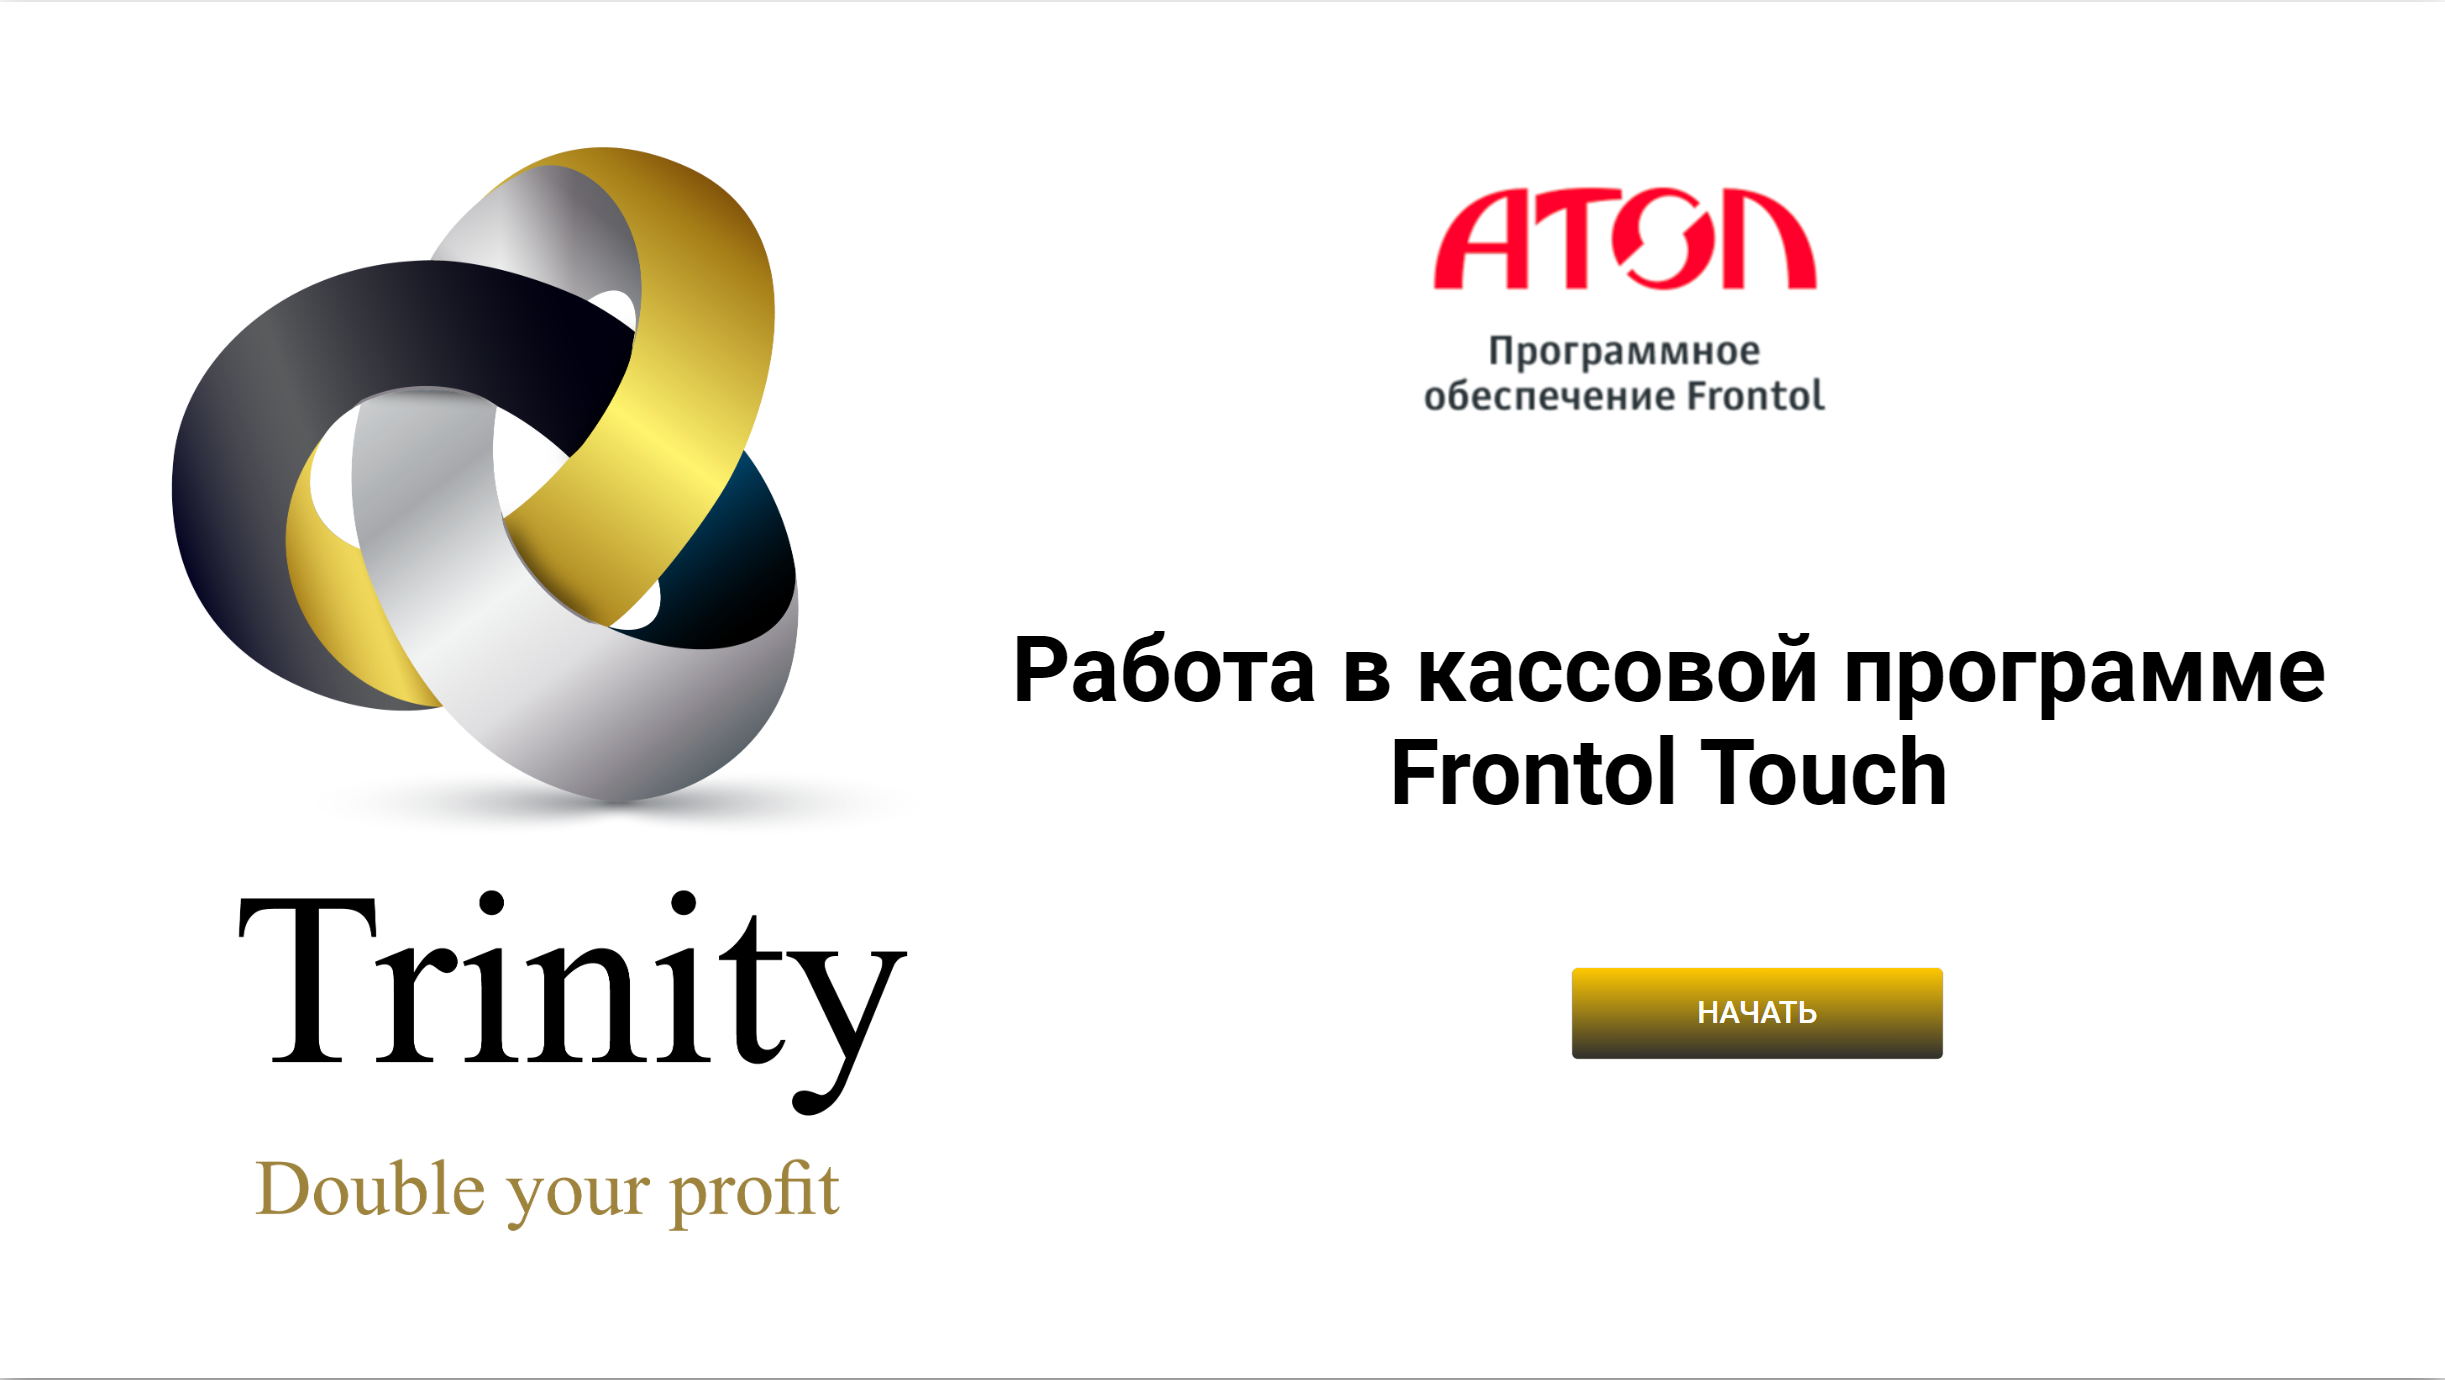 Trinity
Double your profit
АТОЛ
Программное
обеспечение Frontol
Работа в кассовой программе
Frontol Touch
НАЧАТЬ